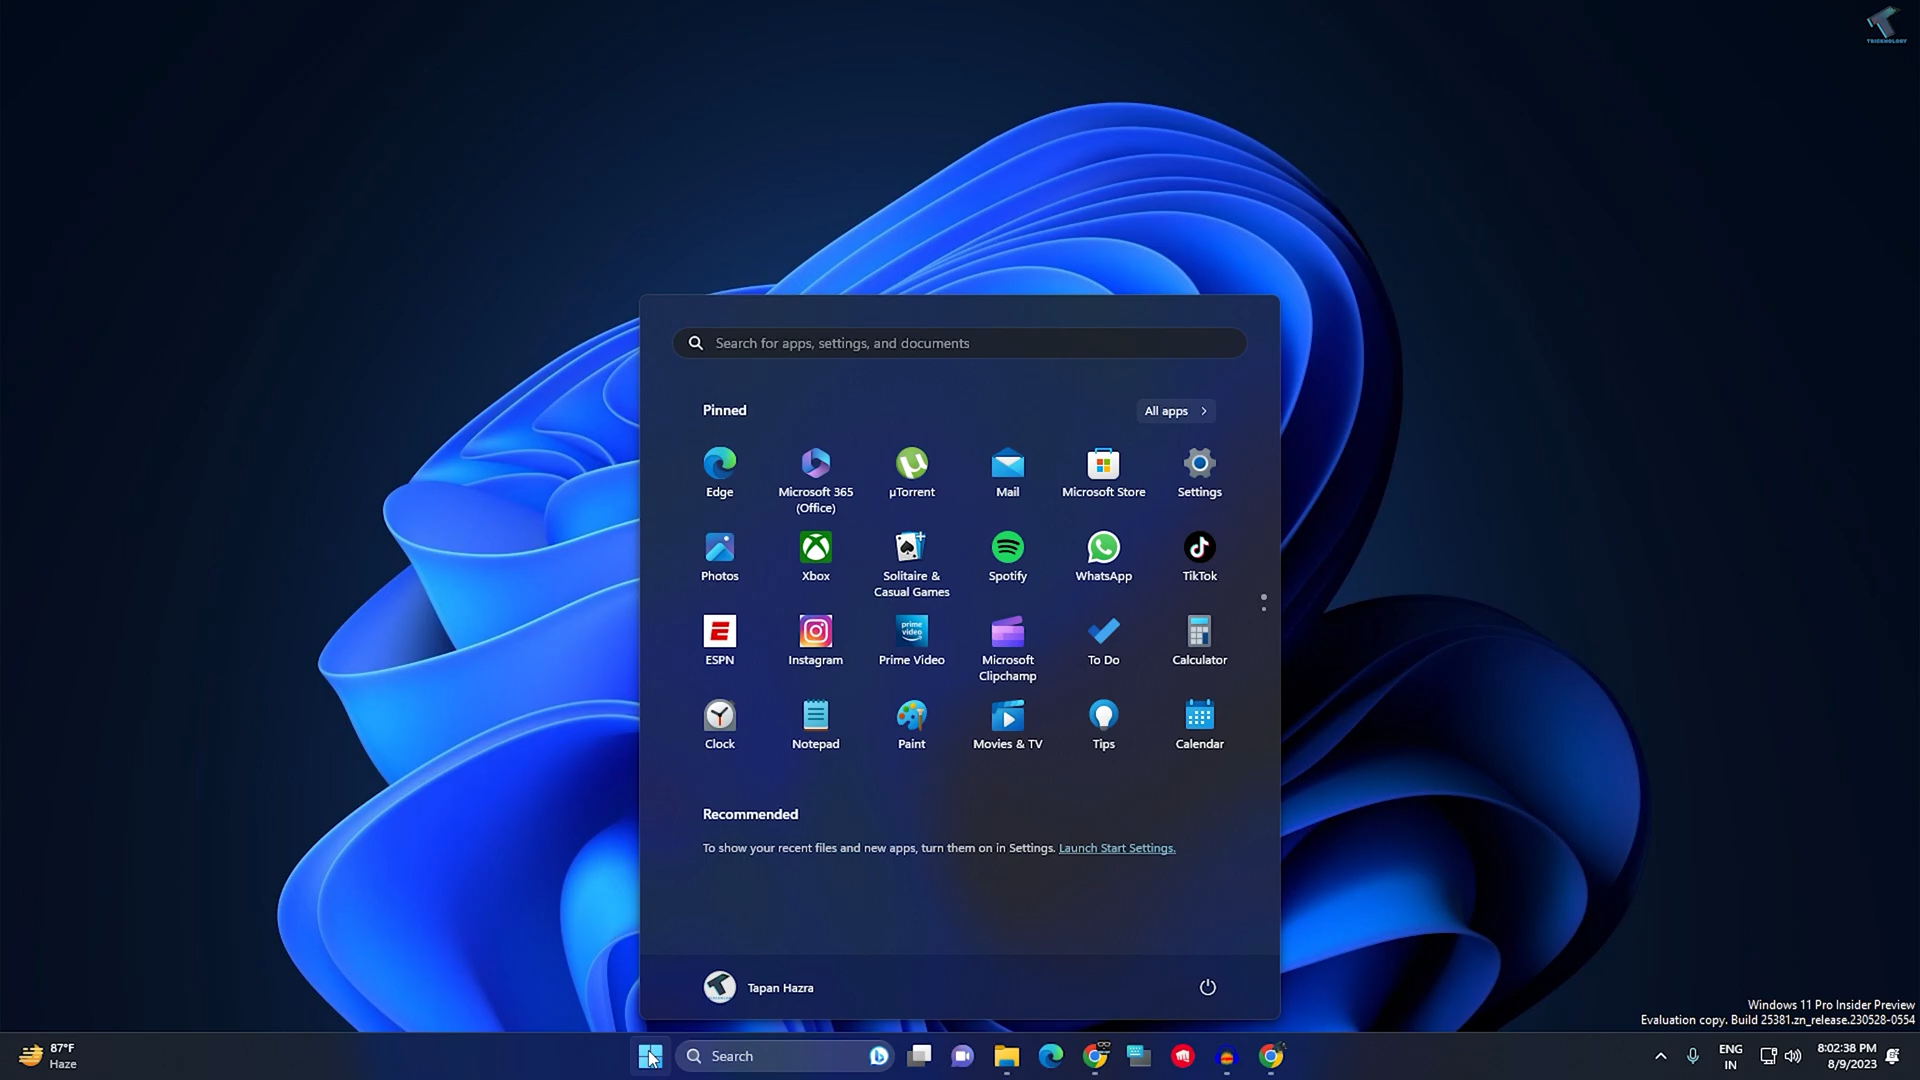 TRICKNOLOGY
Search for apps, settings, and documents
Pinned
All apps
Edge
Microsoft 365
(Office)
µTorrent
Mail
Microsoft Store
Settings
Photos
Xbox
Solitaire &
Casual Games
Spotify
WhatsApp
TikTok
ESPN
Instagram
prime
video
Prime Video
Microsoft
Clipchamp
To Do
Calculator
Clock
Notepad
Paint
Movies & TV
Tips
Calendar
Recommended
To show your recent files and new apps, turn them on in Settings. Launch Start Settings.
Tapan Hazra
Windows 11 Pro Insider Preview
Evaluation copy. Build 25381.zn_release.230528-0554
87°F
Haze
Search
ENG
IN
8:02:38 PM
8/9/2023